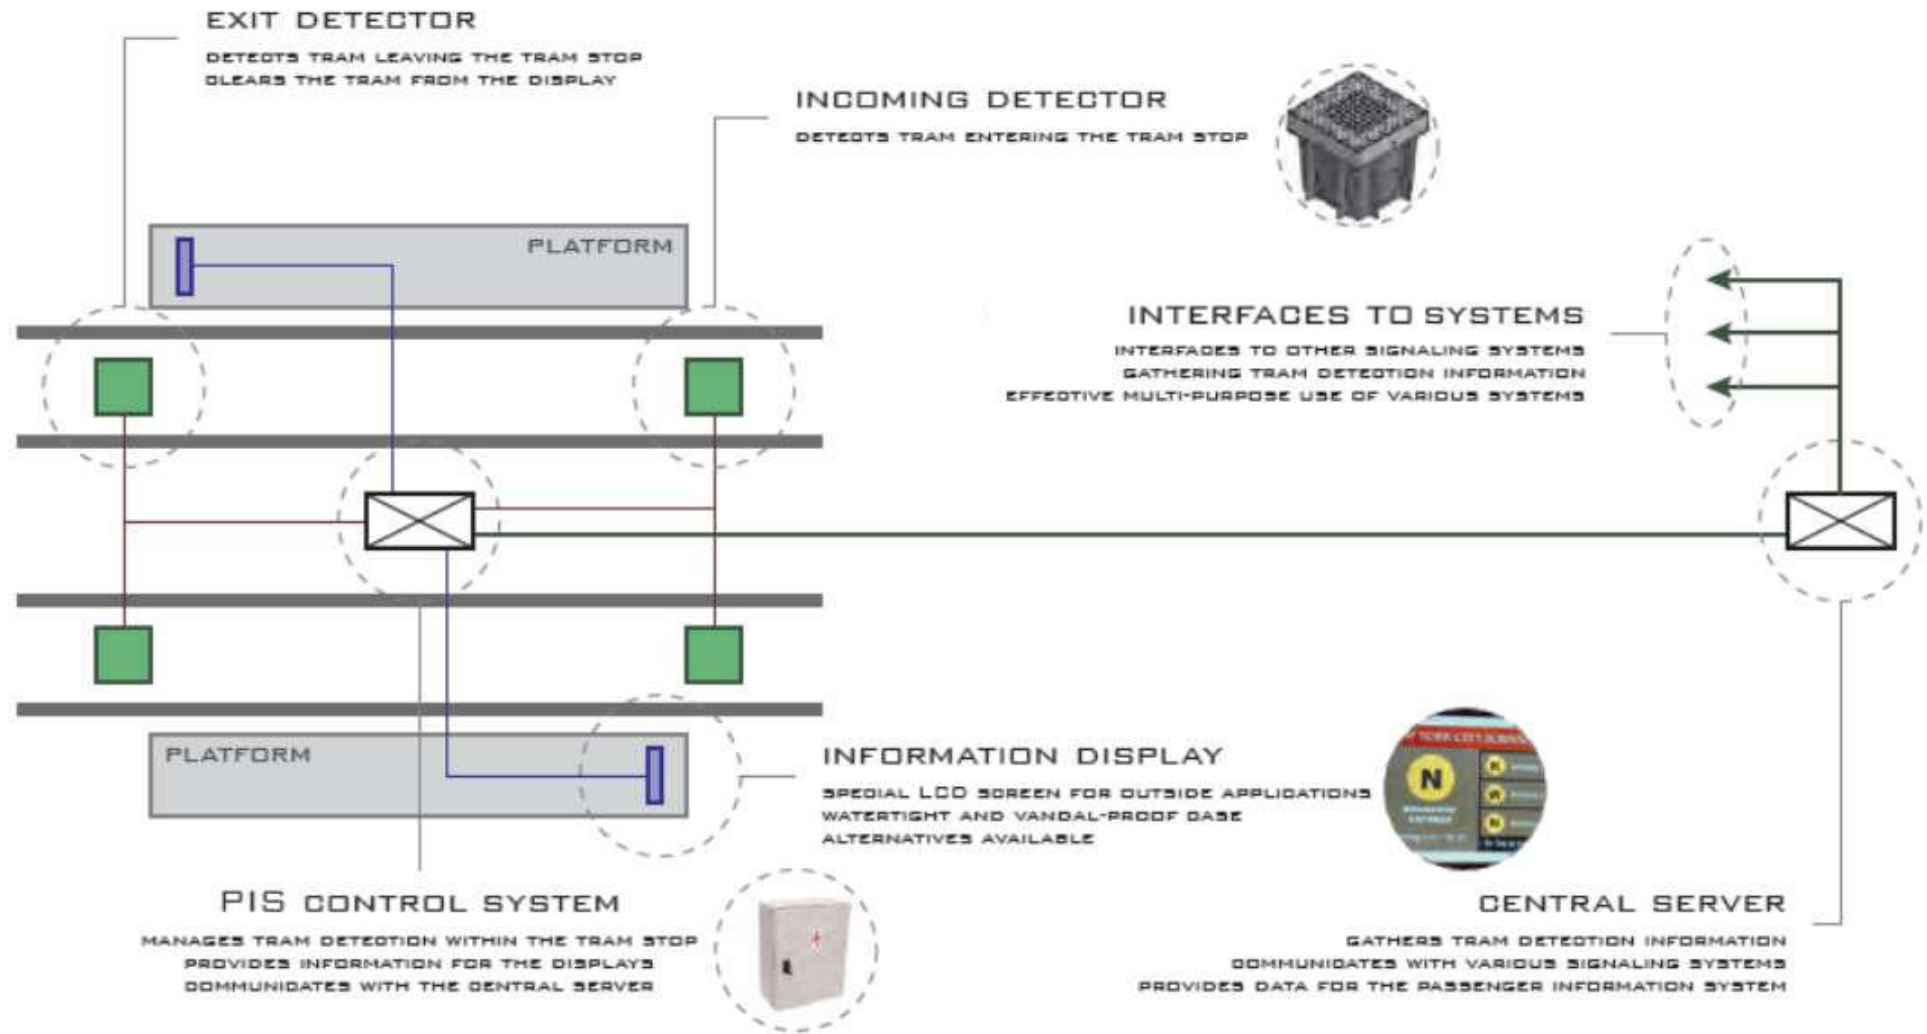 EXIT DETECTOR
DETECTS TRAM LEAVING THE TRAM STOP
CLEARS THE TRAM FROM THE DISPLAY
INCOMING DETECTOR
DETECTS TRAM ENTERING THE TRAM STOP
PLATFORM
INTERFACES TO SYSTEMS
INTERFACES TO OTHER SIGNALING SYSTEMS
GATHERING TRAM DETECTION INFORMATION
EFFECTIVE MULTI-PURPOSE USE OF VARIOUS SYSTEMS
PLATFORM
INFORMATION DISPLAY
SPECIAL LCD SCREEN FOR OUTSIDE APPLICATIONS
WATERTIGHT AND VANDAL-PROOF CASE
ALTERNATIVES AVAILABLE
YORK CITY
N
N
W
N
PIS CONTROL SYSTEM
MANAGES TRAM DETECTION WITHIN THE TRAM STOP
PROVIDES INFORMATION FOR THE DISPLAYS
COMMUNICATES WITH THE CENTRAL SERVER
CENTRAL SERVER
GATHERS TRAM DETECTION INFORMATION
COMMUNICATES WITH VARIOUS SIGNALING SYSTEMS
PROVIDES DATA FOR THE PASSENGER INFORMATION SYSTEM